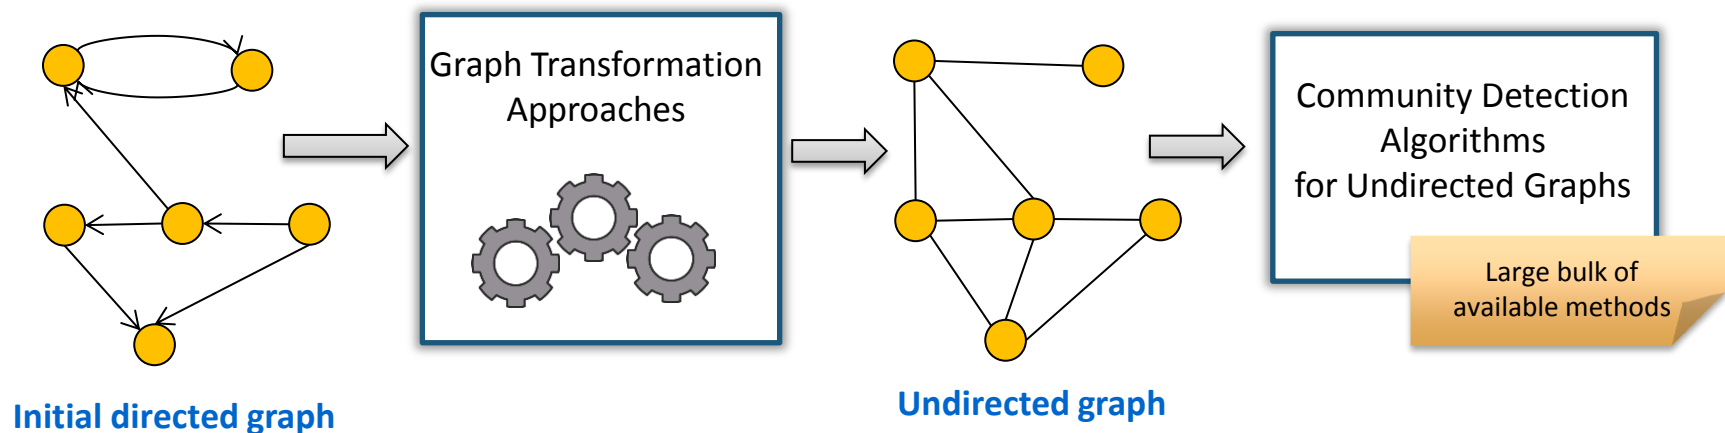 Graph Transformation
Approaches
Community Detection
Algorithms
for Undirected Graphs
Large bulk of
available methods
Initial directed graph
Undirected graph